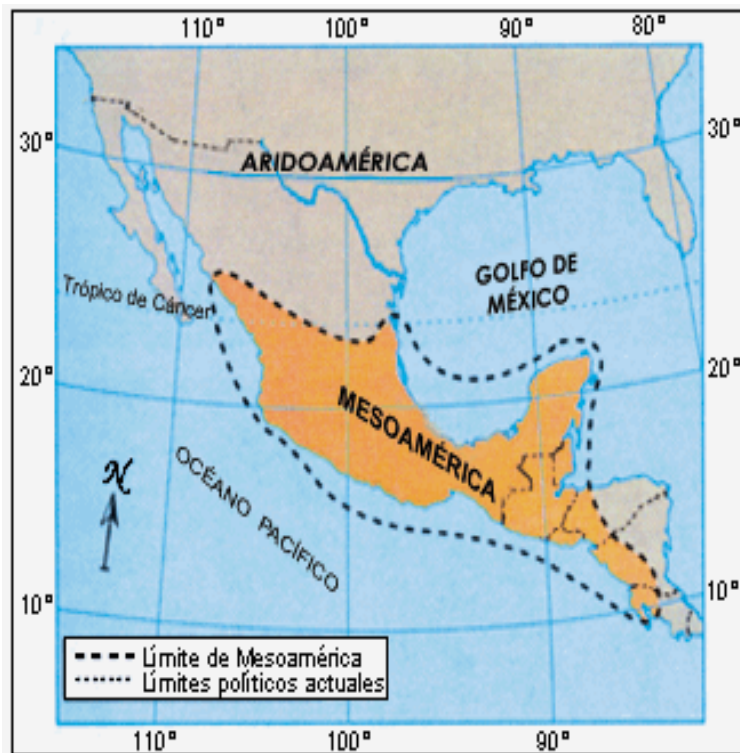 110°
100°
90°
80°
30°
30°
ARIDOAMÉRICA
GOLFO DE
MÉXICO
Trópico de Cáncer
20°
20°
MESOAMÉRICA
OCÉANO PACÍFICO
N
10°
10°
Límite de Mesoamérica
Límites políticos actuales
110°
100°
90°